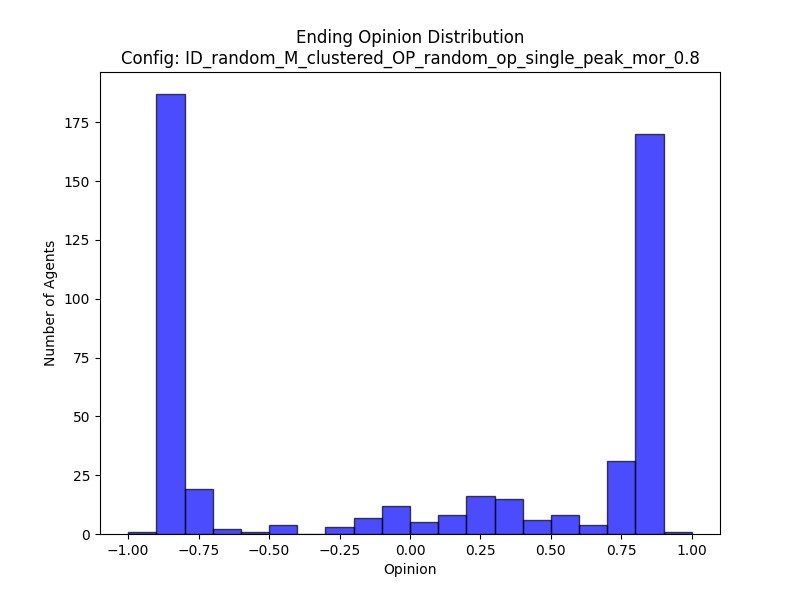 Ending Opinion Distribution
Config: ID_random_M_clustered_OP_random_op_single_peak_mor_0.8
Number of Agents
175
150
125
100
75
50
25
0
−1.00 −0.75 −0.50 −0.25 0.00 0.25 0.50 0.75 1.00
Opinion